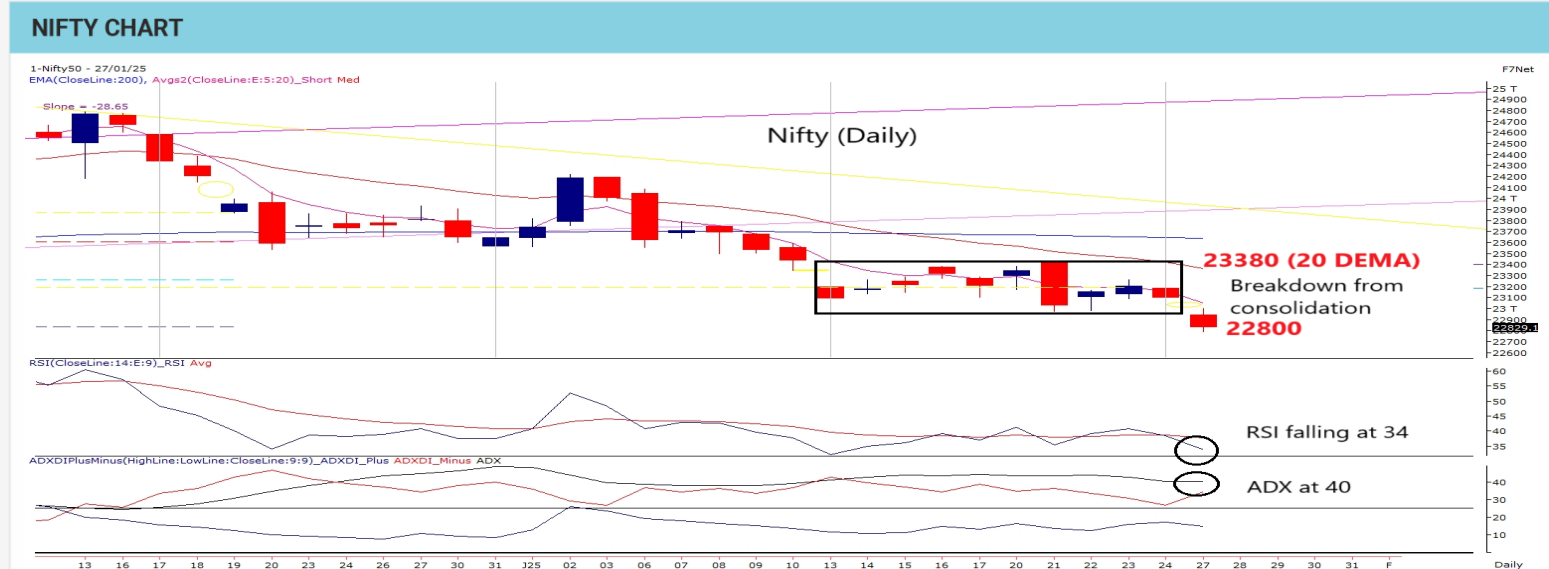 NIFTY CHART
1-Nifty50 - 27/01/25
F7Net
EMA(CloseLine:200), Avgs2(CloseLine:E:5:20)_Short Med
Slope = -28.65
Nifty (Daily)
25 T
24900
24800
24700
24600
24500
24400
24300
24200
24100
24 T
23900
23800
23700
23600
23500
23400
23300
23200
23100
23 T
22900
22829.1
22700
22600
23380 (20 DEMA)
Breakdown from
consolidation
22800
RSI(CloseLine:14:E:9)_RSI Avg
60
55
50
45
40
35
RSI falling at 34
ADXDIPlusMinus(HighLine:LowLine:CloseLine:9:9)_ADXDI_Plus ADXDI_Minus ADX
40
30
20
10
ADX at 40
13 16 17 18 19 20 23 24 26 27 30 31 J25 02 03 06 07 08 09 10 13 14 15 16 17 20 21 22 23 24 27 28 29 30 31 F Daily